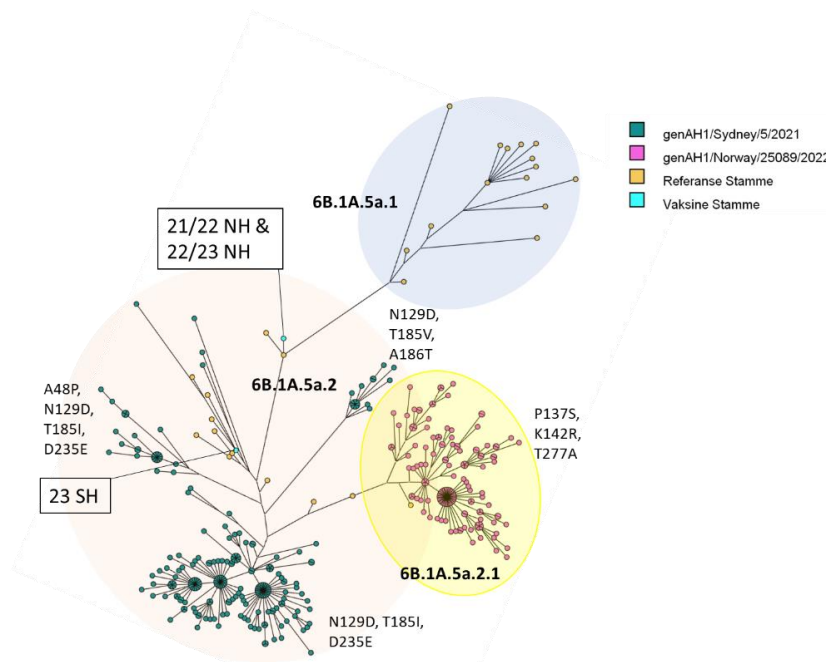 genAH1/Sydney/5/2021
genAH1/Norway/25089/2022
Referanse Stamme
Vaksine Stamme
6B.1A.5a.1
21/22 NH &
22/23 NH
N129D,
T185V,
A186T
6B.1A.5a.2
A48P,
N129D,
T185I,
D235E
P137S,
K142R,
T277A
23 SH
6B.1A.5a.2.1
N129D, T185I,
D235E